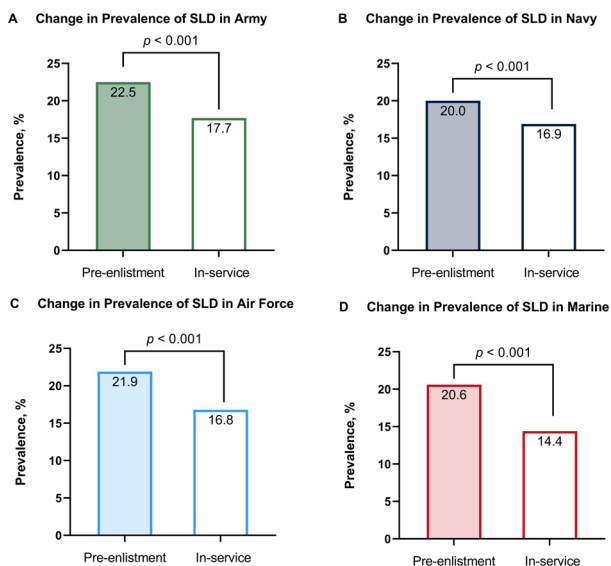 A Change in Prevalence of SLD in Army
p < 0.001
Prevalence, %
25
20
15
10
5
0
22.5
17.7
Pre-enlistment In-service
B Change in Prevalence of SLD in Navy
p < 0.001
Prevalence, %
25
20
15
10
5
0
20.0
16.9
Pre-enlistment In-service
C Change in Prevalence of SLD in Air Force
p < 0.001
Prevalence, %
25
20
15
10
5
0
21.9
16.8
Pre-enlistment In-service
D Change in Prevalence of SLD in Marine
p < 0.001
Prevalence, %
25
20
15
10
5
0
20.6
14.4
Pre-enlistment In-service